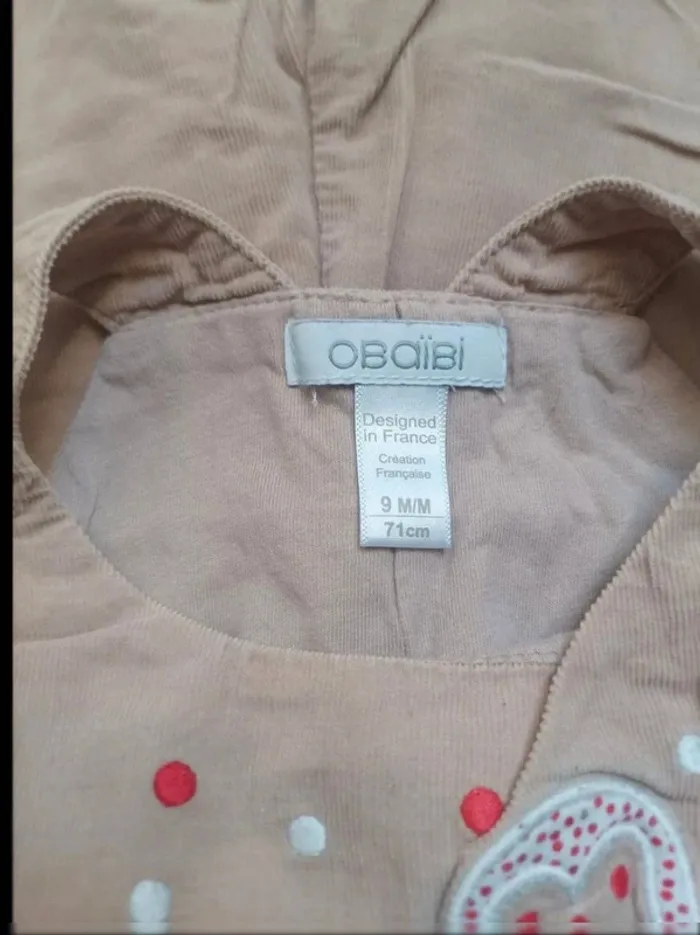 OBaïBi
Designed
in France
Création
Française
9 M/M
71cm